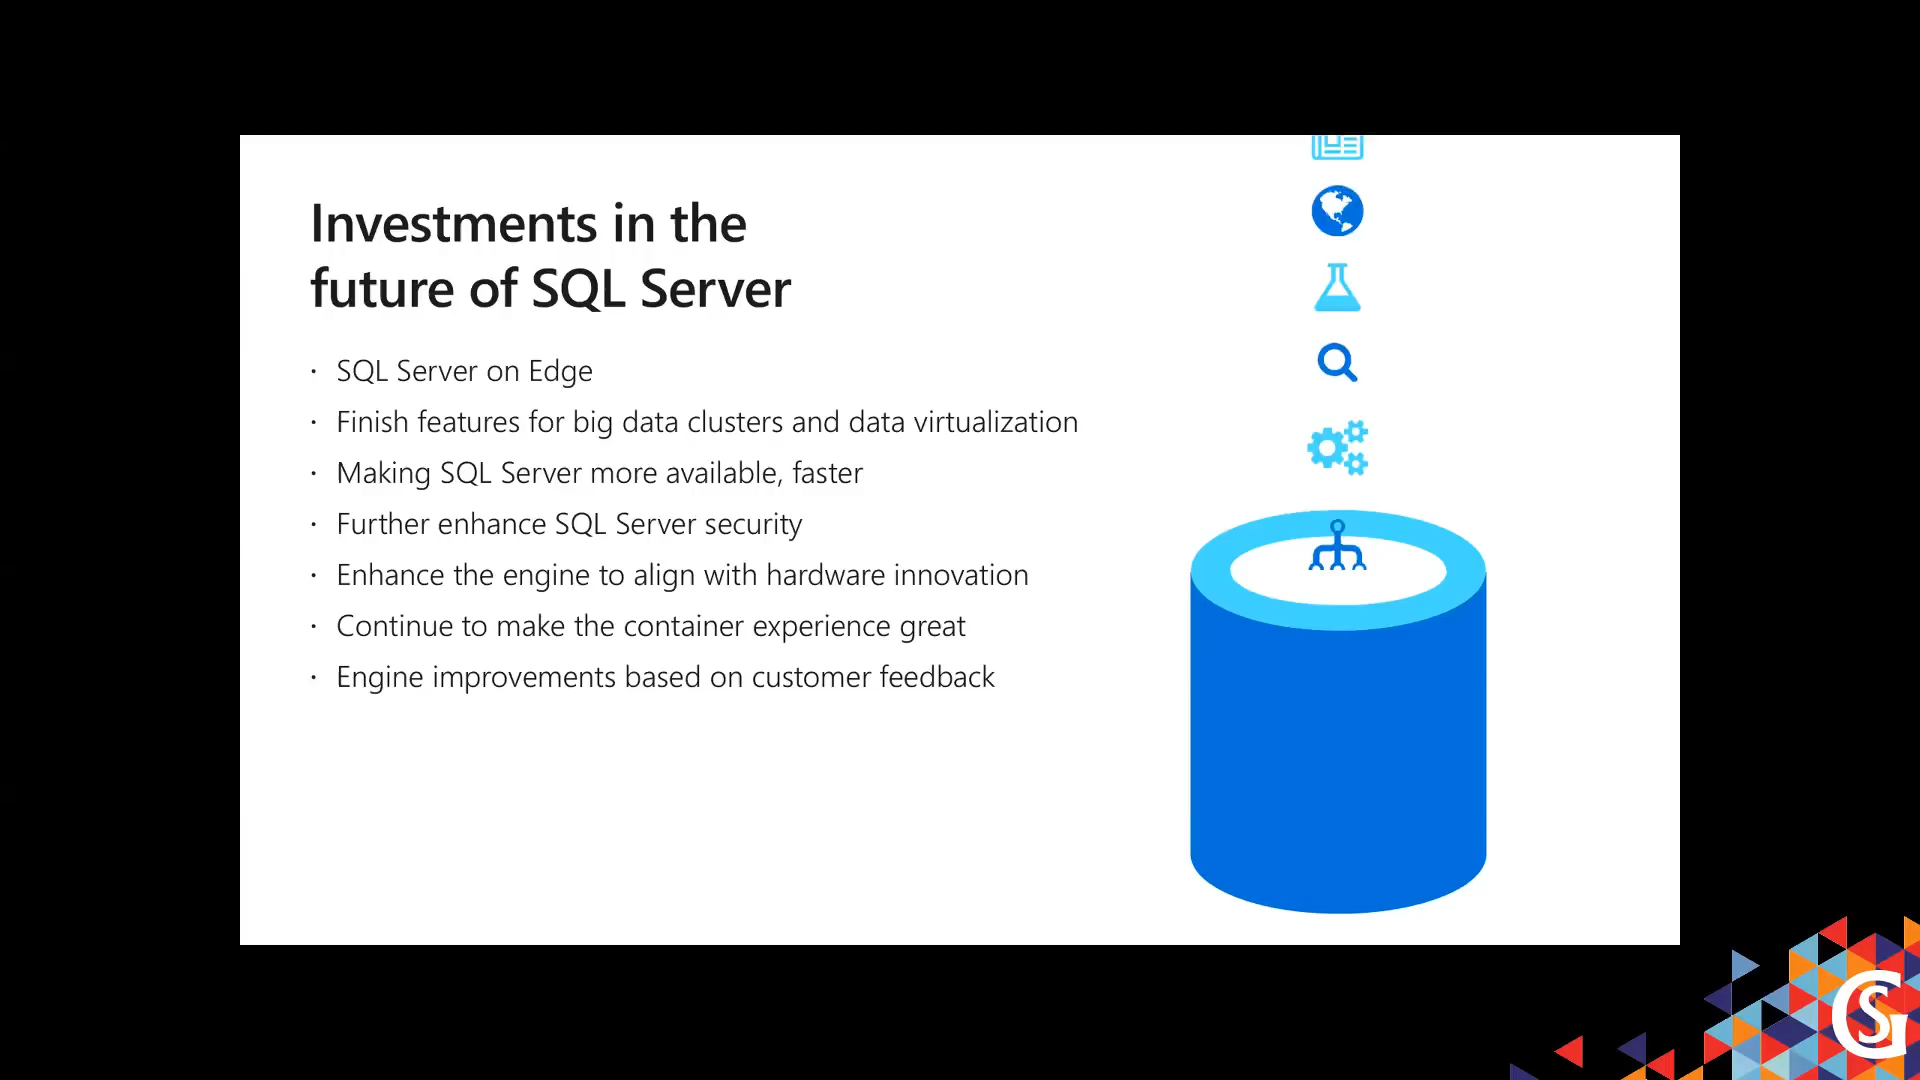 Investments in the
future of SQL Server
· SQL Server on Edge
· Finish features for big data clusters and data virtualization
· Making SQL Server more available, faster
· Further enhance SQL Server security
· Enhance the engine to align with hardware innovation
· Continue to make the container experience great
· Engine improvements based on customer feedback
GS